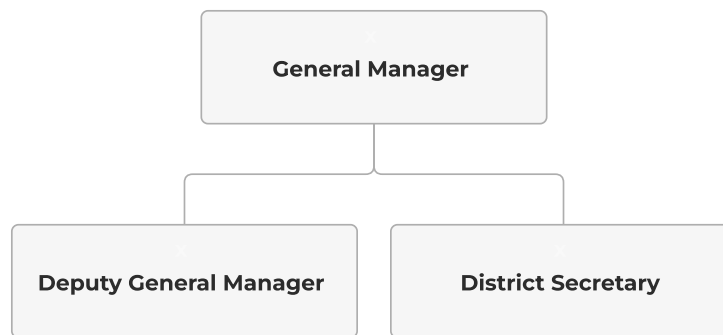 General Manager
Deputy General Manager
District Secretary